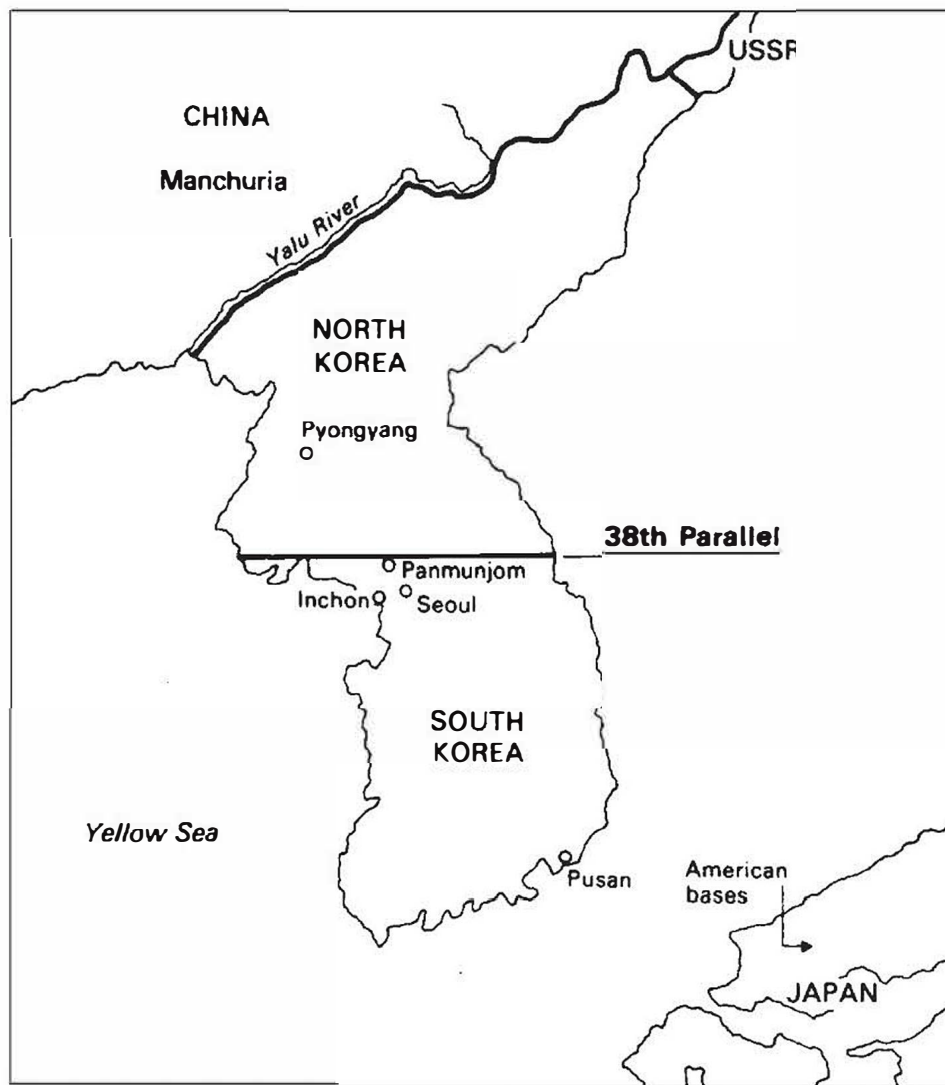 USSR
CHINA
Manchuria
Yalu River
NORTH
KOREA
Pyongyang
38th Parallel
Panmunjom
Inchon
Seoul
SOUTH
KOREA
Yellow Sea
Pusan
American
bases
JAPAN